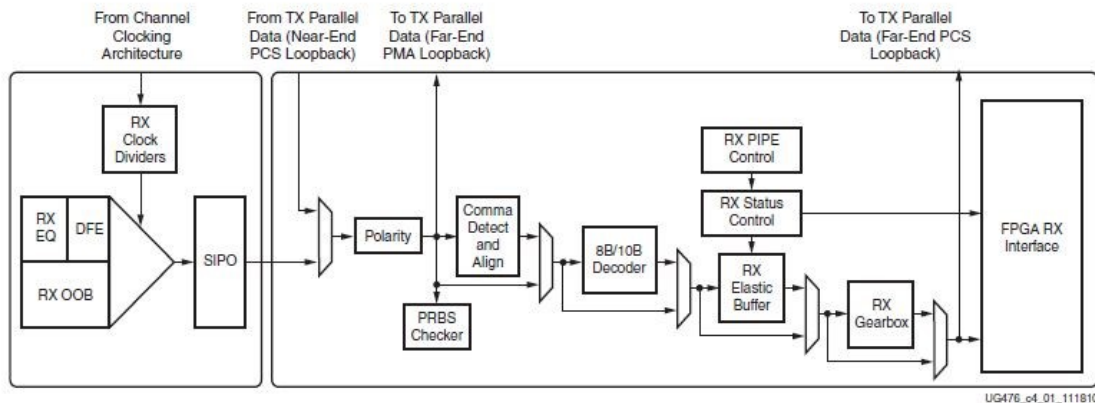 From Channel
Clocking
Architecture
From TX Parallel
Data (Near-End
PCS Loopback)
To TX Parallel
Data (Far-End
PMA Loopback)
To TX Parallel
Data (Far-End PCS
Loopback)
RX
Clock
Dividers
RX
EQ
DFE
RX OOB
SIPO
Polarity
Comma
Detect
and
Align
PRBS
Checker
8B/10B
Decoder
RX PIPE
Control
RX Status
Control
RX
Elastic
Buffer
RX
Gearbox
FPGA RX
Interface
UG476_c4_01_111810